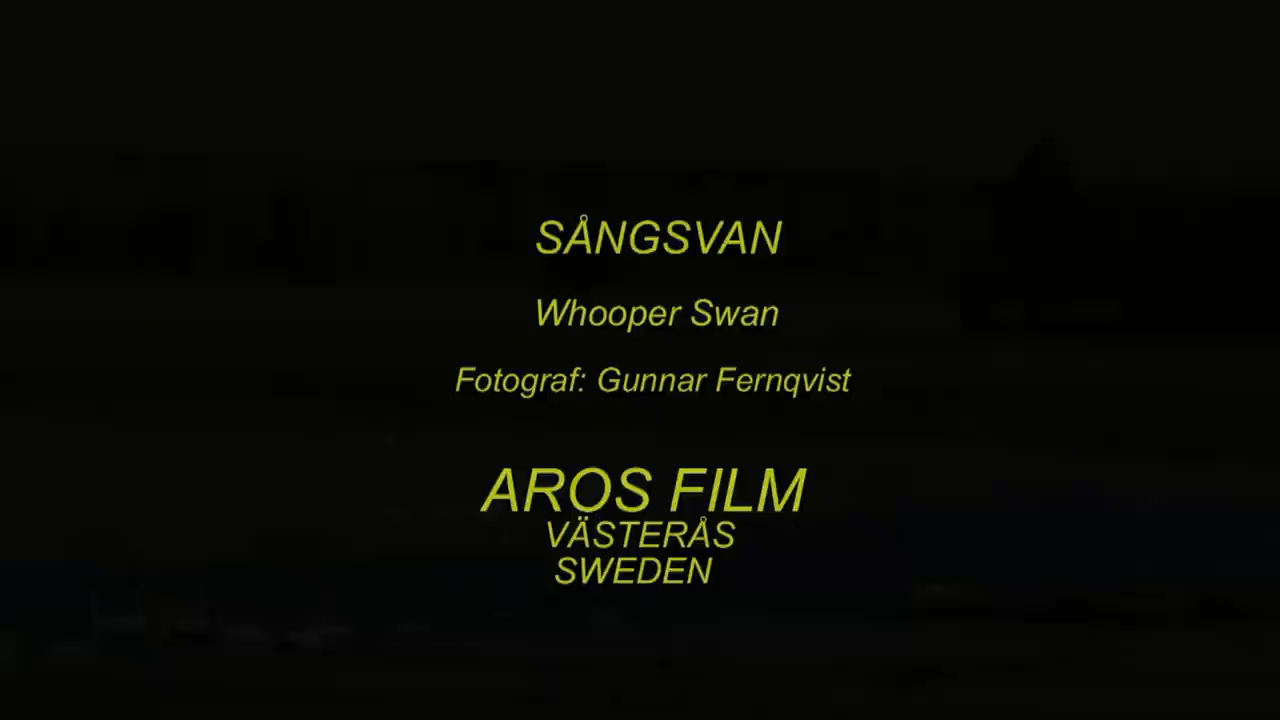 SÅNGSVAN
Whooper Swan
Fotograf: Gunnar Fernqvist
AROS FILM
VÄSTERÅS
SWEDEN